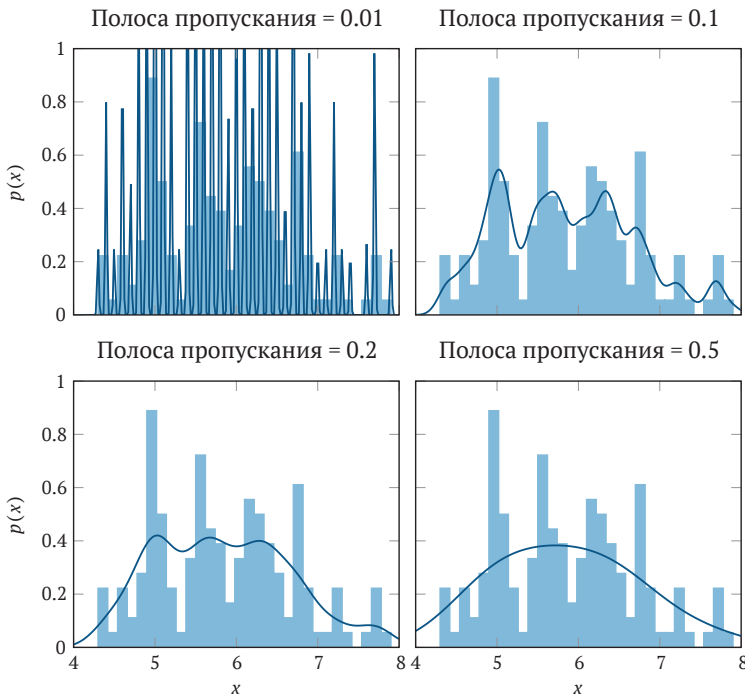 Полоса пропускания = 0.01
Полоса пропускания = 0.1
1
0.8
0.6
0.4
0.2
0
p(x)
Полоса пропускания = 0.2
Полоса пропускания = 0.5
1
0.8
0.6
0.4
0.2
0
p(x)
4 5 6 7 8
4 5 6 7 8
x
x